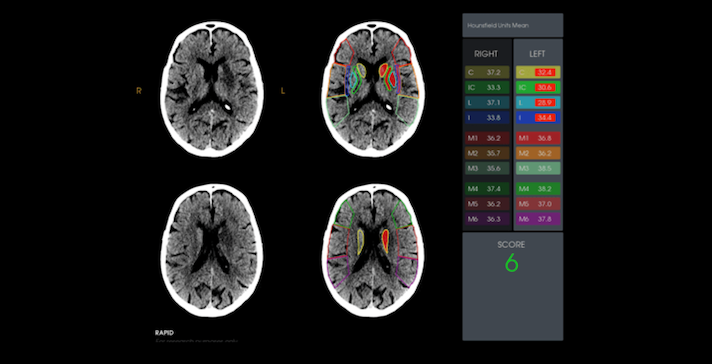 R
L
Hounsfield Units Mean
RIGHT LEFT
C 37.2 C 32.4
IC 33.3 IC 30.6
L 37.1 L 28.9
I 33.8 I 34.4
M1 36.2 M1 36.8
M2 35.7 M2 36.2
M3 35.6 M3 38.5
M4 37.4 M4 38.2
M5 36.2 M5 37.0
M6 36.3 M6 37.8
SCORE
6
RAPID